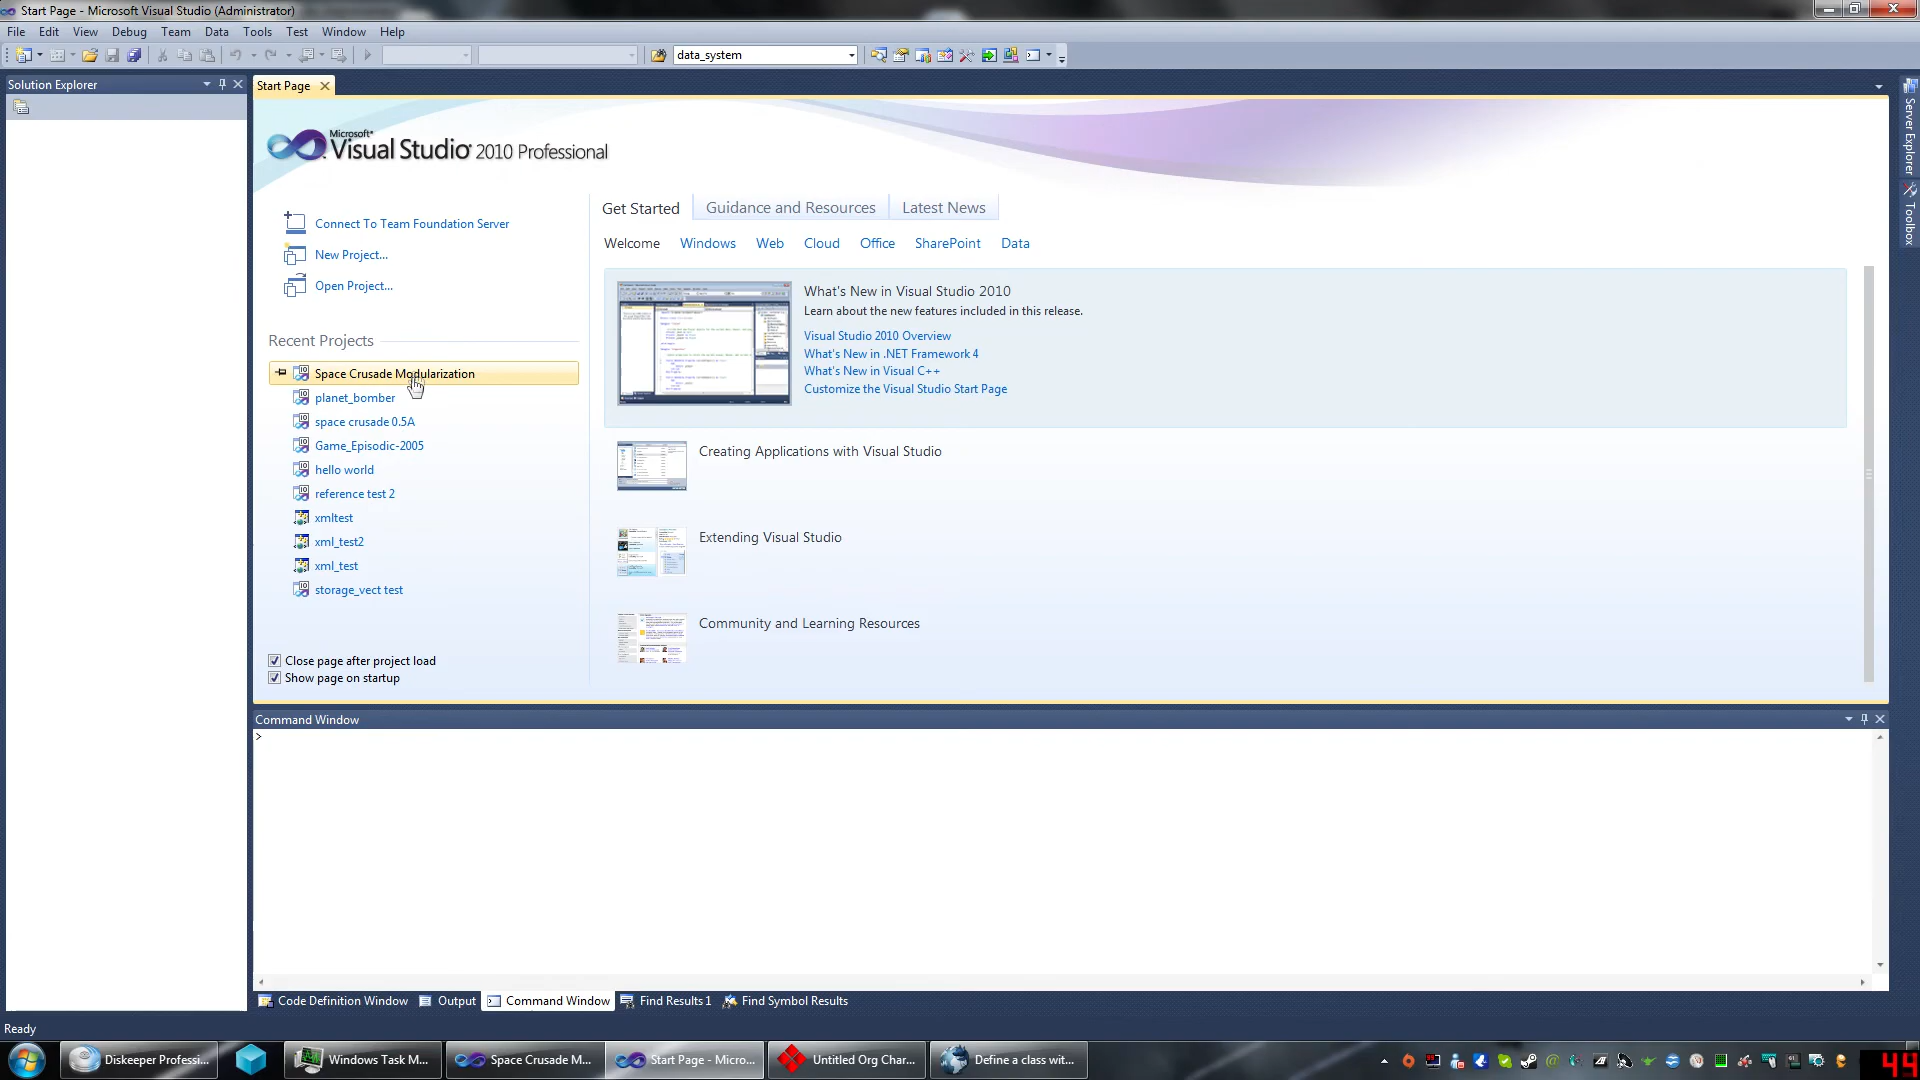 Start Page - Microsoft Visual Studio (Administrator)
File Edit View Debug Team Data Tools Test Window Help
data_system
Solution Explorer
Start Page
Microsoft®
Visual Studio® 2010 Professional
Connect To Team Foundation Server
New Project...
Open Project...
Recent Projects
Space Crusade Modularization
planet_bomber
space crusade 0.5A
Game_Episodic-2005
hello world
reference test 2
xmltest
xml_test2
xml_test
storage_vect test
Close page after project load
Show page on startup
Get Started Guidance and Resources Latest News
Welcome Windows Web Cloud Office SharePoint Data
What's New in Visual Studio 2010
Learn about the new features included in this release.
Visual Studio 2010 Overview
What's New in .NET Framework 4
What's New in Visual C++
Customize the Visual Studio Start Page
Creating Applications with Visual Studio
Extending Visual Studio
Community and Learning Resources
Server Explorer
Toolbox
Command Window
>
Code Definition Window Output Command Window Find Results 1 Find Symbol Results
Ready
Diskeeper Professi... Windows Task M... Space Crusade M... Start Page - Micro... Untitled Org Char... Define a class wit...
44